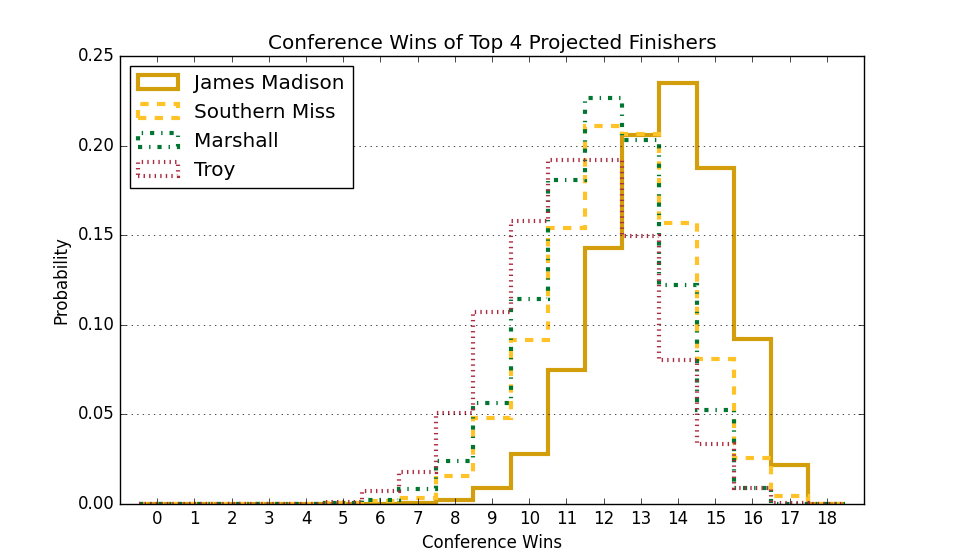 Conference Wins of Top 4 Projected Finishers
0.25
0.20
0.15
0.10
0.05
0.00
Probability
James Madison
Southern Miss
Marshall
Troy
0 1 2 3 4 5 6 7 8 9 10 11 12 13 14 15 16 17 18
Conference Wins